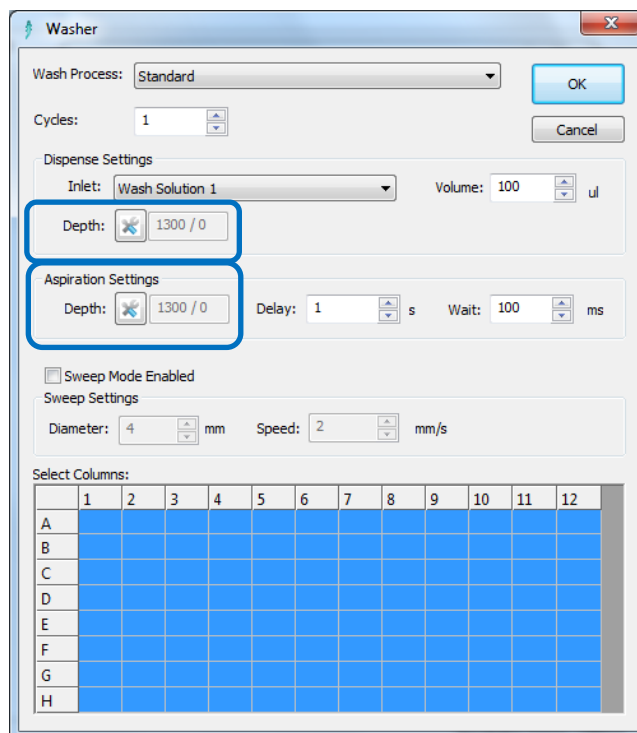 Washer
Wash Process: Standard
OK
Cycles: 1
Cancel
Dispense Settings
Inlet: Wash Solution 1 Volume: 100 ul
Depth: 1300 / 0
Aspiration Settings
Depth: 1300 / 0 Delay: 1 s Wait: 100 ms
Sweep Mode Enabled
Sweep Settings
Diameter: 4 mm Speed: 2 mm/s
Select Columns:
1 2 3 4 5 6 7 8 9 10 11 12
A
B
C
D
E
F
G
H